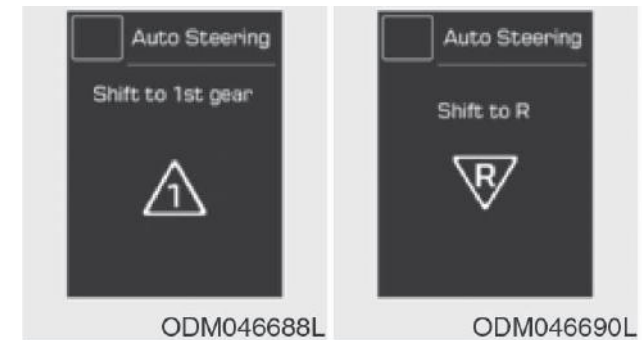 Auto Steering
Shift to 1st gear
1
ODM046688L
Auto Steering
Shift to R
R
ODM046690L